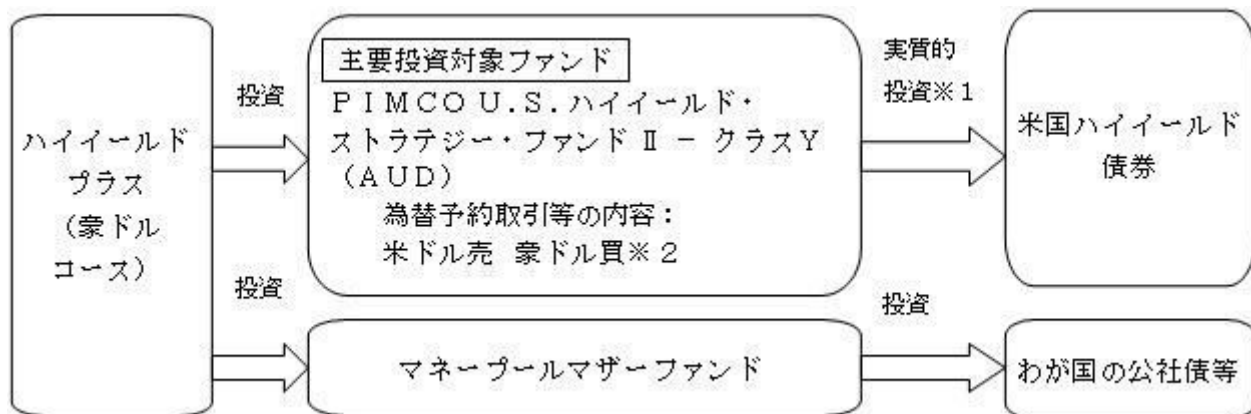 ハイイールド
プラス
（豪ドル
コース）
投資
主要投資対象ファンド
ＰＩＭＣＯ Ｕ.Ｓ.ハイイールド・
ストラテジー・ファンド Ⅱ － クラスＹ
（ＡＵＤ）
為替予約取引等の内容：
米ドル売 豪ドル買※２
実質的
投資※１
米国ハイイールド
債券
投資
マネープールマザーファンド
投資
わが国の公社債等